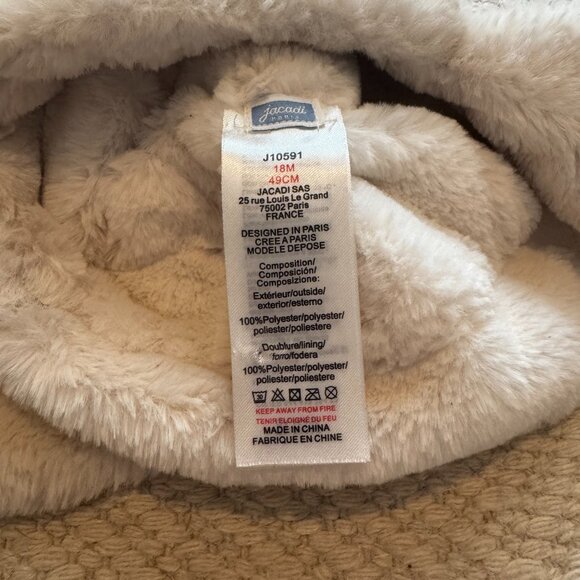 jacadi
PARIS
J10591
18M
49CM
JACADI SAS
25 rue Louis Le Grand
75002 Paris
FRANCE
DESIGNED IN PARIS
CREE A PARIS
MODELE DEPOSE
Composition/
Composición/
Composizione:
Extérieur/outside/
exterior/esterno
100%Polyester/polyester/
poliester/poliestere
Doublure/lining/
forro/fodera
100%Polyester/polyester/
poliester/poliestere
30
KEEP AWAY FROM FIRE
TENIR ELOIGNÉ DU FEU
MADE IN CHINA
FABRIQUE EN CHINE